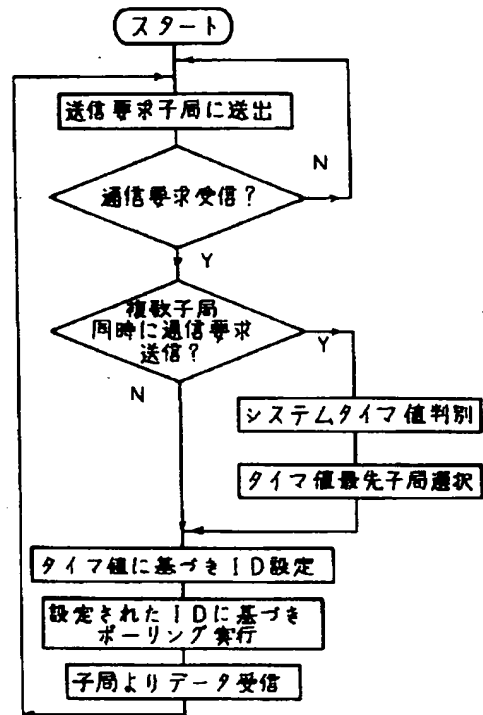 スタート
送信要求子局に送出
通信要求受信?
N
Y
複数子局
同時に通信要求
送信?
Y
N
システムタイマ値判別
タイマ値最先子局選択
タイマ値に基づきID設定
設定されたIDに基づき
ポーリング実行
子局よりデータ受信